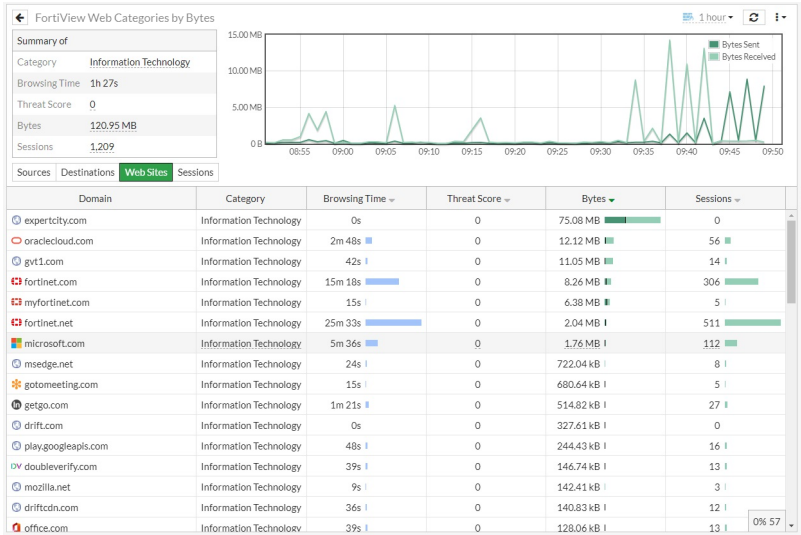 FortiView Web Categories by Bytes
1 hour
Summary of
Category Information Technology
Browsing Time 1h 27s
Threat Score 0
Bytes 120.95 MB
Sessions 1,209
15.00 MB
10.00 MB
5.00 MB
0 B
Bytes Sent
Bytes Received
08:55 09:00 09:05 09:10 09:15 09:20 09:25 09:30 09:35 09:40 09:45 09:50
Sources Destinations Web Sites Sessions
Domain Category Browsing Time Threat Score Bytes Sessions
expertcity.com Information Technology 0s 0 75.08 MB 0
oraclecloud.com Information Technology 2m 48s 0 12.12 MB 56
gvt1.com Information Technology 42s 0 11.05 MB 14
fortinet.com Information Technology 15m 18s 0 8.26 MB 306
myfortinet.com Information Technology 15s 0 6.38 MB 5
fortinet.net Information Technology 25m 33s 0 2.04 MB 511
microsoft.com Information Technology 5m 36s 0 1.76 MB 112
msedge.net Information Technology 24s 0 722.04 kB 8
gotomeeting.com Information Technology 15s 0 680.64 kB 5
in getgo.com Information Technology 1m 21s 0 514.82 kB 27
drift.com Information Technology 0s 0 327.61 kB 0
play.googleapis.com Information Technology 48s 0 244.43 kB 16
DV doubleverify.com Information Technology 39s 0 146.74 kB 13
mozilla.net Information Technology 9s 0 142.41 kB 3
driftcdn.com Information Technology 36s 0 140.83 kB 12
office.com Information Technology 39s 0 128.06 kB 13
0% 57